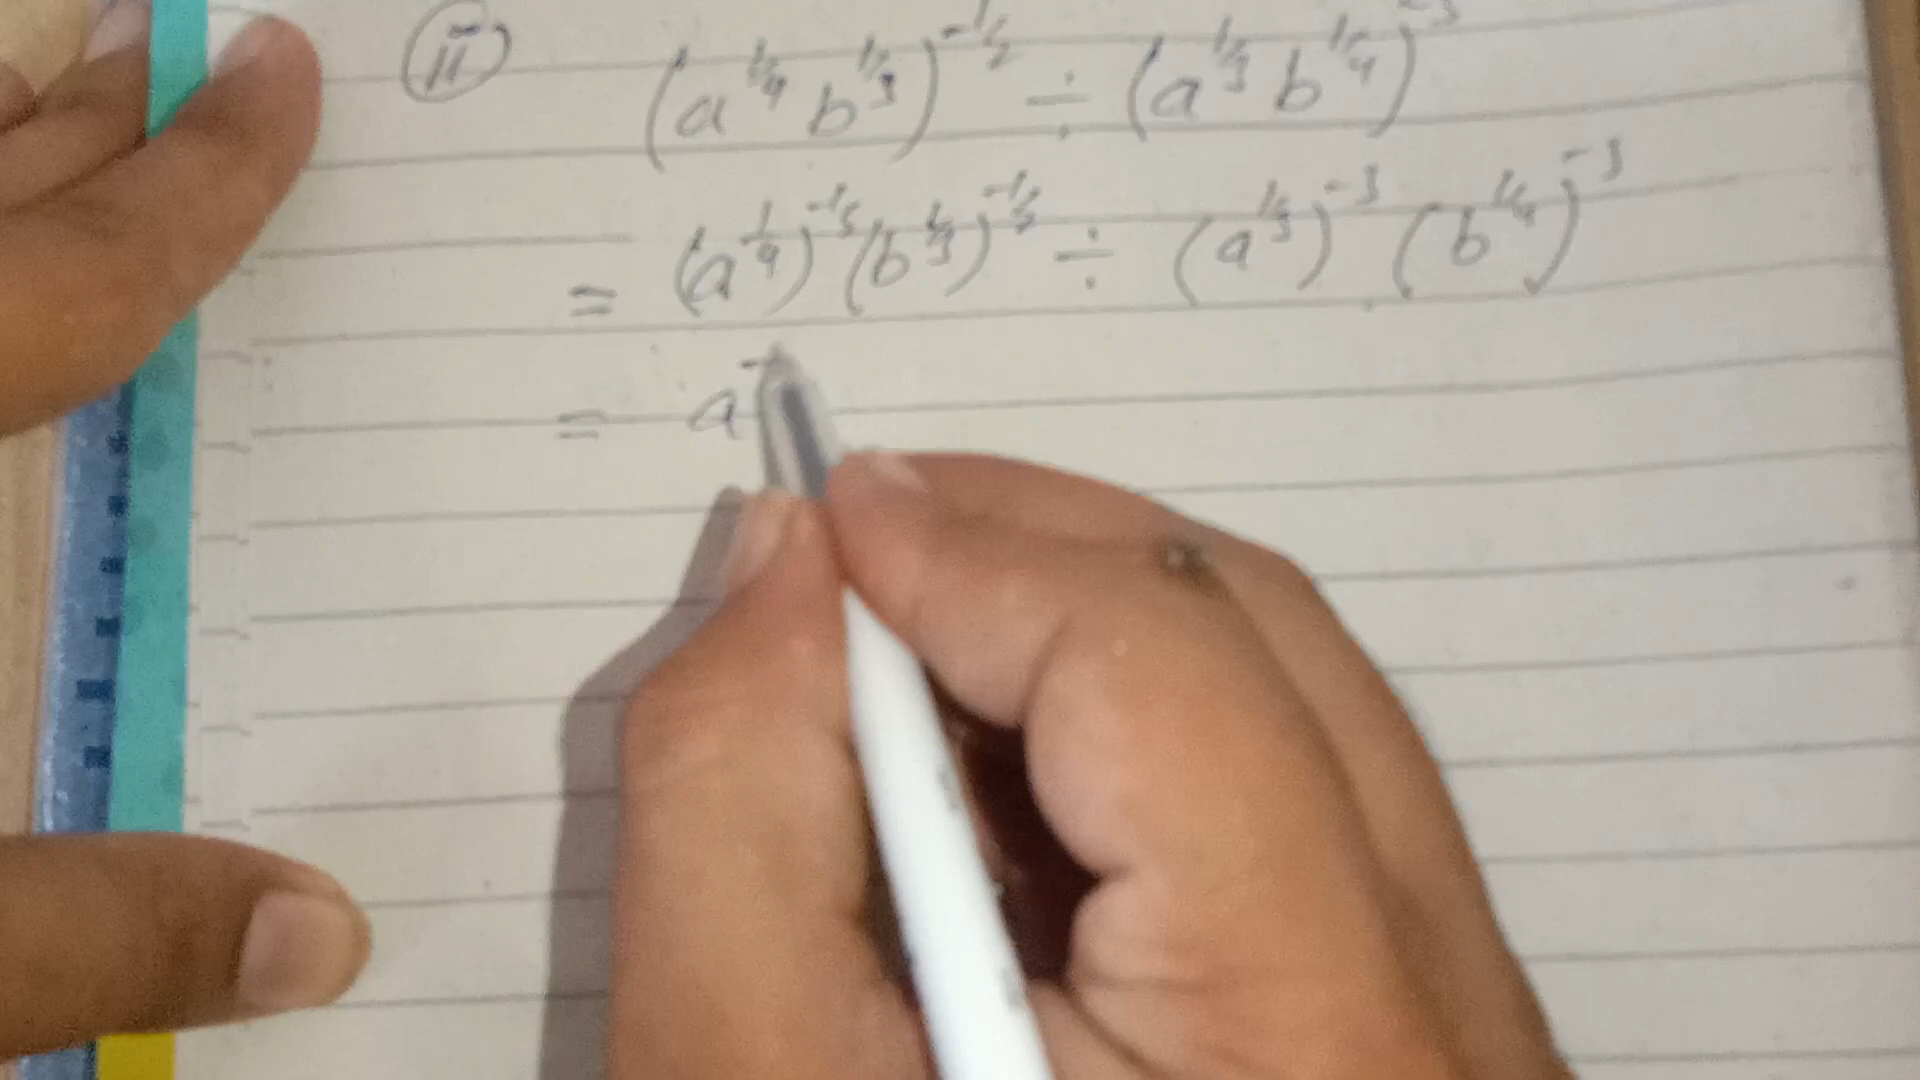 (ii) (a^{1/4} b^{1/3})^{-1/2} ÷ (a^{1/3} b^{1/4})^{-3}
= (a^{1/4})^{-1/2} (b^{1/3})^{-1/2} ÷ (a^{1/3})^{-3} (b^{1/4})^{-3}
= a^-